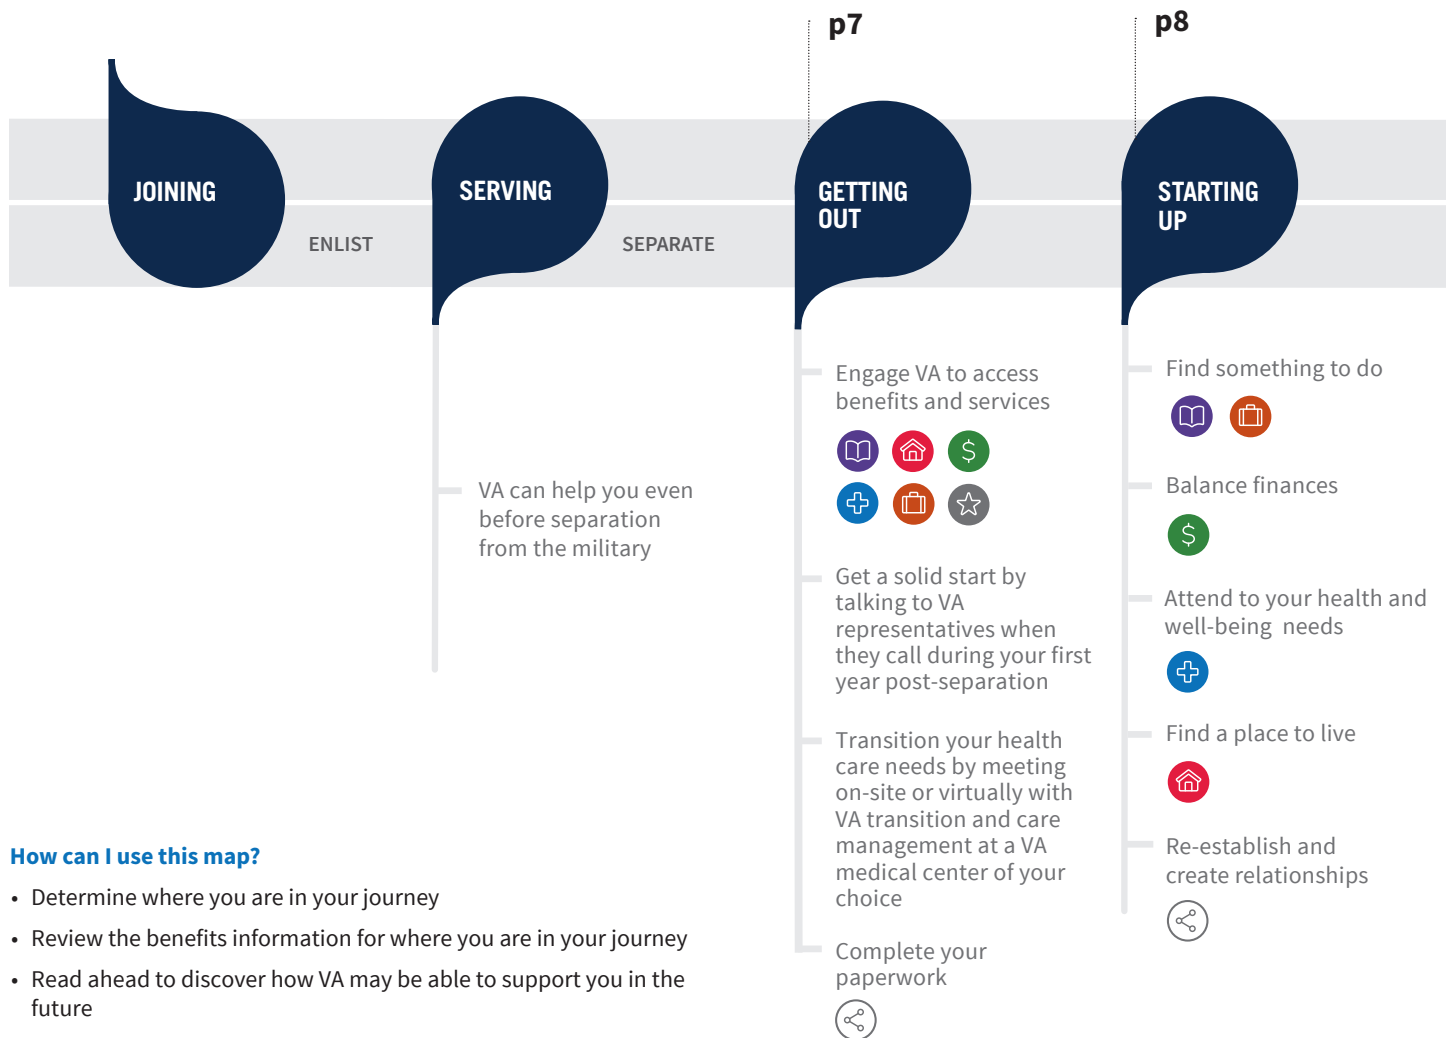 p7
p8
JOINING
ENLIST
SERVING
SEPARATE
GETTING
OUT
STARTING
UP
VA can help you even
before separation
from the military
Engage VA to access
benefits and services
Get a solid start by
talking to VA
representatives when
they call during your first
year post-separation
Transition your health
care needs by meeting
on-site or virtually with
VA transition and care
management at a VA
medical center of your
choice
Complete your
paperwork
Find something to do
Balance finances
Attend to your health and
well-being needs
Find a place to live
Re-establish and
create relationships
How can I use this map?
• Determine where you are in your journey
• Review the benefits information for where you are in your journey
• Read ahead to discover how VA may be able to support you in the
future